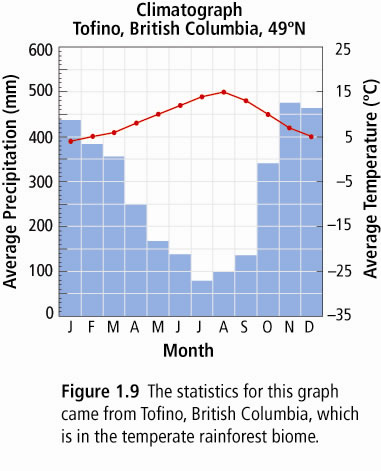 Climatograph
Tofino, British Columbia, 49°N
600
500
400
300
200
100
0
Average Precipitation (mm)
25
15
5
–5
–15
–25
–35
Average Temperature (°C)
J F M A M J J A S O N D
Month
Figure 1.9 The statistics for this graph
came from Tofino, British Columbia, which
is in the temperate rainforest biome.